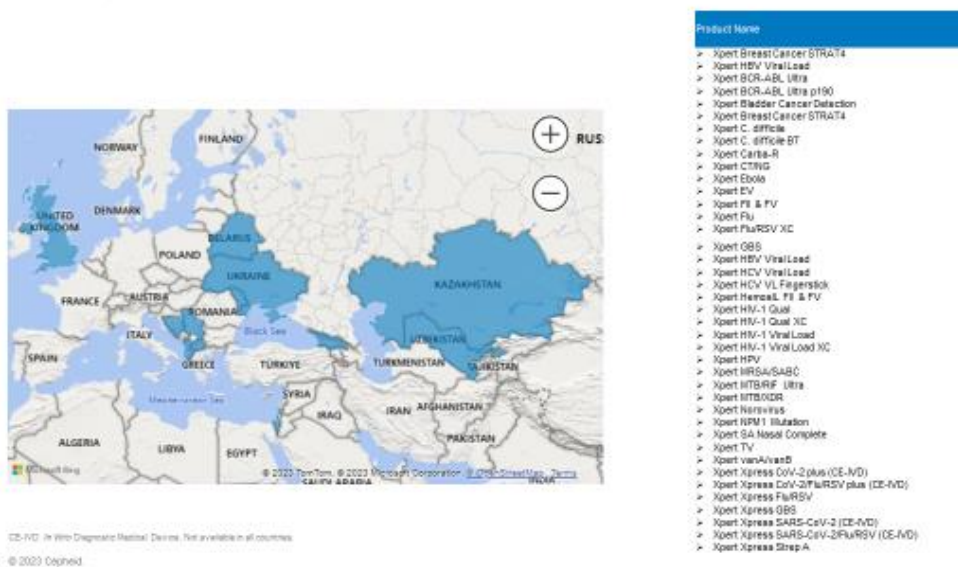 NORWAY
FINLAND
RUS
UNITED
KINGDOM
DENMARK
BELARUS
POLAND
UKRAINE
KAZAKHSTAN
FRANCE
AUSTRIA
ROMANIA
ITALY
Black Sea
UZBEKISTAN
SPAIN
GREECE
TÜRKIYE
TURKMENISTAN
TAJIKISTAN
Mediterranean Sea
SYRIA
IRAQ
IRAN
AFGHANISTAN
PAKISTAN
ALGERIA
LIBYA
EGYPT
SAUDI ARABIA
INDIA
Microsoft Bing
© 2023 TomTom, © 2023 Microsoft Corporation, © OpenStreetMap Terms
CE-IVD. In Vitro Diagnostic Medical Device. Not available in all countries.
© 2023 Cepheid.
Product Name
➢ Xpert Breast Cancer STRAT4
➢ Xpert HBV Viral Load
➢ Xpert BCR-ABL Ultra
➢ Xpert BCR-ABL Ultra p190
➢ Xpert Bladder Cancer Detection
➢ Xpert Breast Cancer STRAT4
➢ Xpert C. difficile
➢ Xpert C. difficile BT
➢ Xpert Carba-R
➢ Xpert CT/NG
➢ Xpert Ebola
➢ Xpert EV
➢ Xpert FII & FV
➢ Xpert Flu
➢ Xpert Flu/RSV XC
➢ Xpert GBS
➢ Xpert HBV Viral Load
➢ Xpert HCV Viral Load
➢ Xpert HCV VL Fingerstick
➢ Xpert HemosIL FII & FV
➢ Xpert HIV-1 Qual
➢ Xpert HIV-1 Qual XC
➢ Xpert HIV-1 Viral Load
➢ Xpert HIV-1 Viral Load XC
➢ Xpert HPV
➢ Xpert MRSA/SABC
➢ Xpert MTB/RIF Ultra
➢ Xpert MTB/XDR
➢ Xpert Norovirus
➢ Xpert NPM1 Mutation
➢ Xpert SA Nasal Complete
➢ Xpert TV
➢ Xpert vanA/vanB
➢ Xpert Xpress CoV-2 plus (CE-IVD)
➢ Xpert Xpress CoV-2/Flu/RSV plus (CE-IVD)
➢ Xpert Xpress Flu/RSV
➢ Xpert Xpress GBS
➢ Xpert Xpress SARS-CoV-2 (CE-IVD)
➢ Xpert Xpress SARS-CoV-2/Flu/RSV (CE-IVD)
➢ Xpert Xpress Strep A